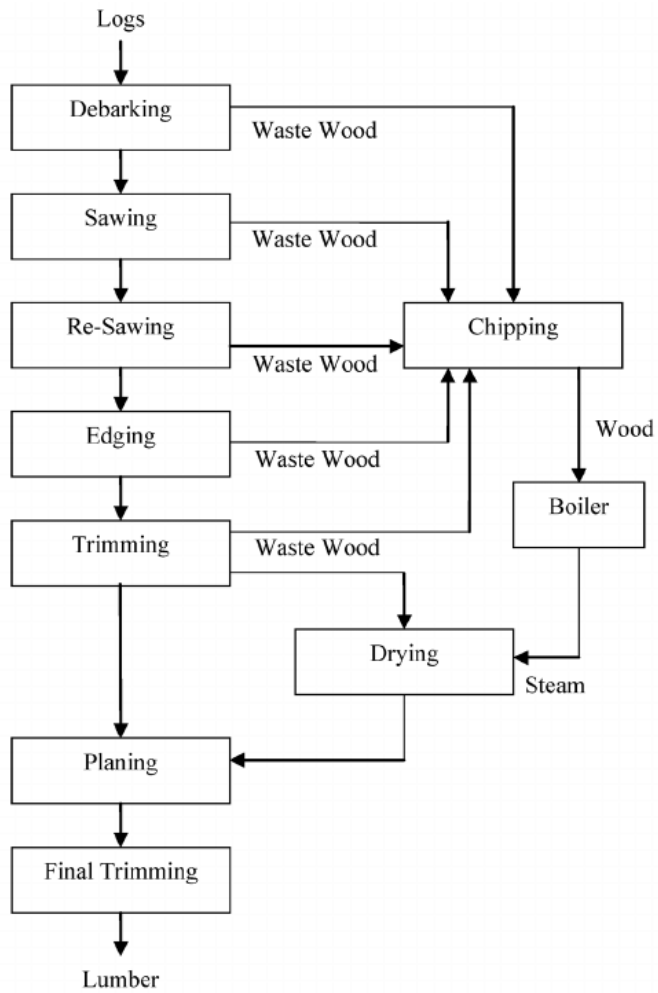 Logs
Debarking
Waste Wood
Sawing
Waste Wood
Re-Sawing
Chipping
Waste Wood
Edging
Wood
Waste Wood
Boiler
Trimming
Waste Wood
Drying
Steam
Planing
Final Trimming
Lumber